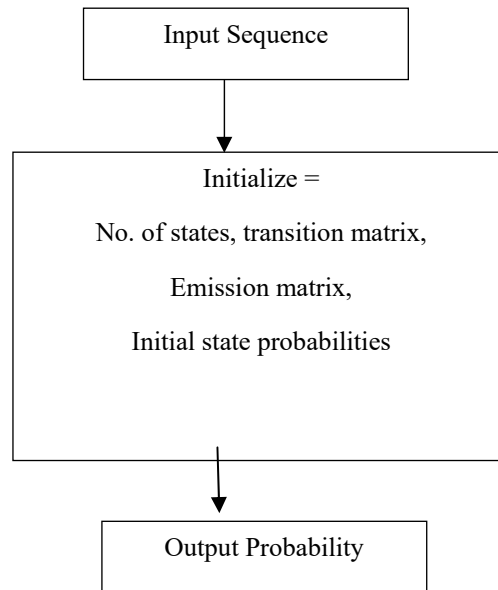 Input Sequence
Initialize =
No. of states, transition matrix,
Emission matrix,
Initial state probabilities
Output Probability